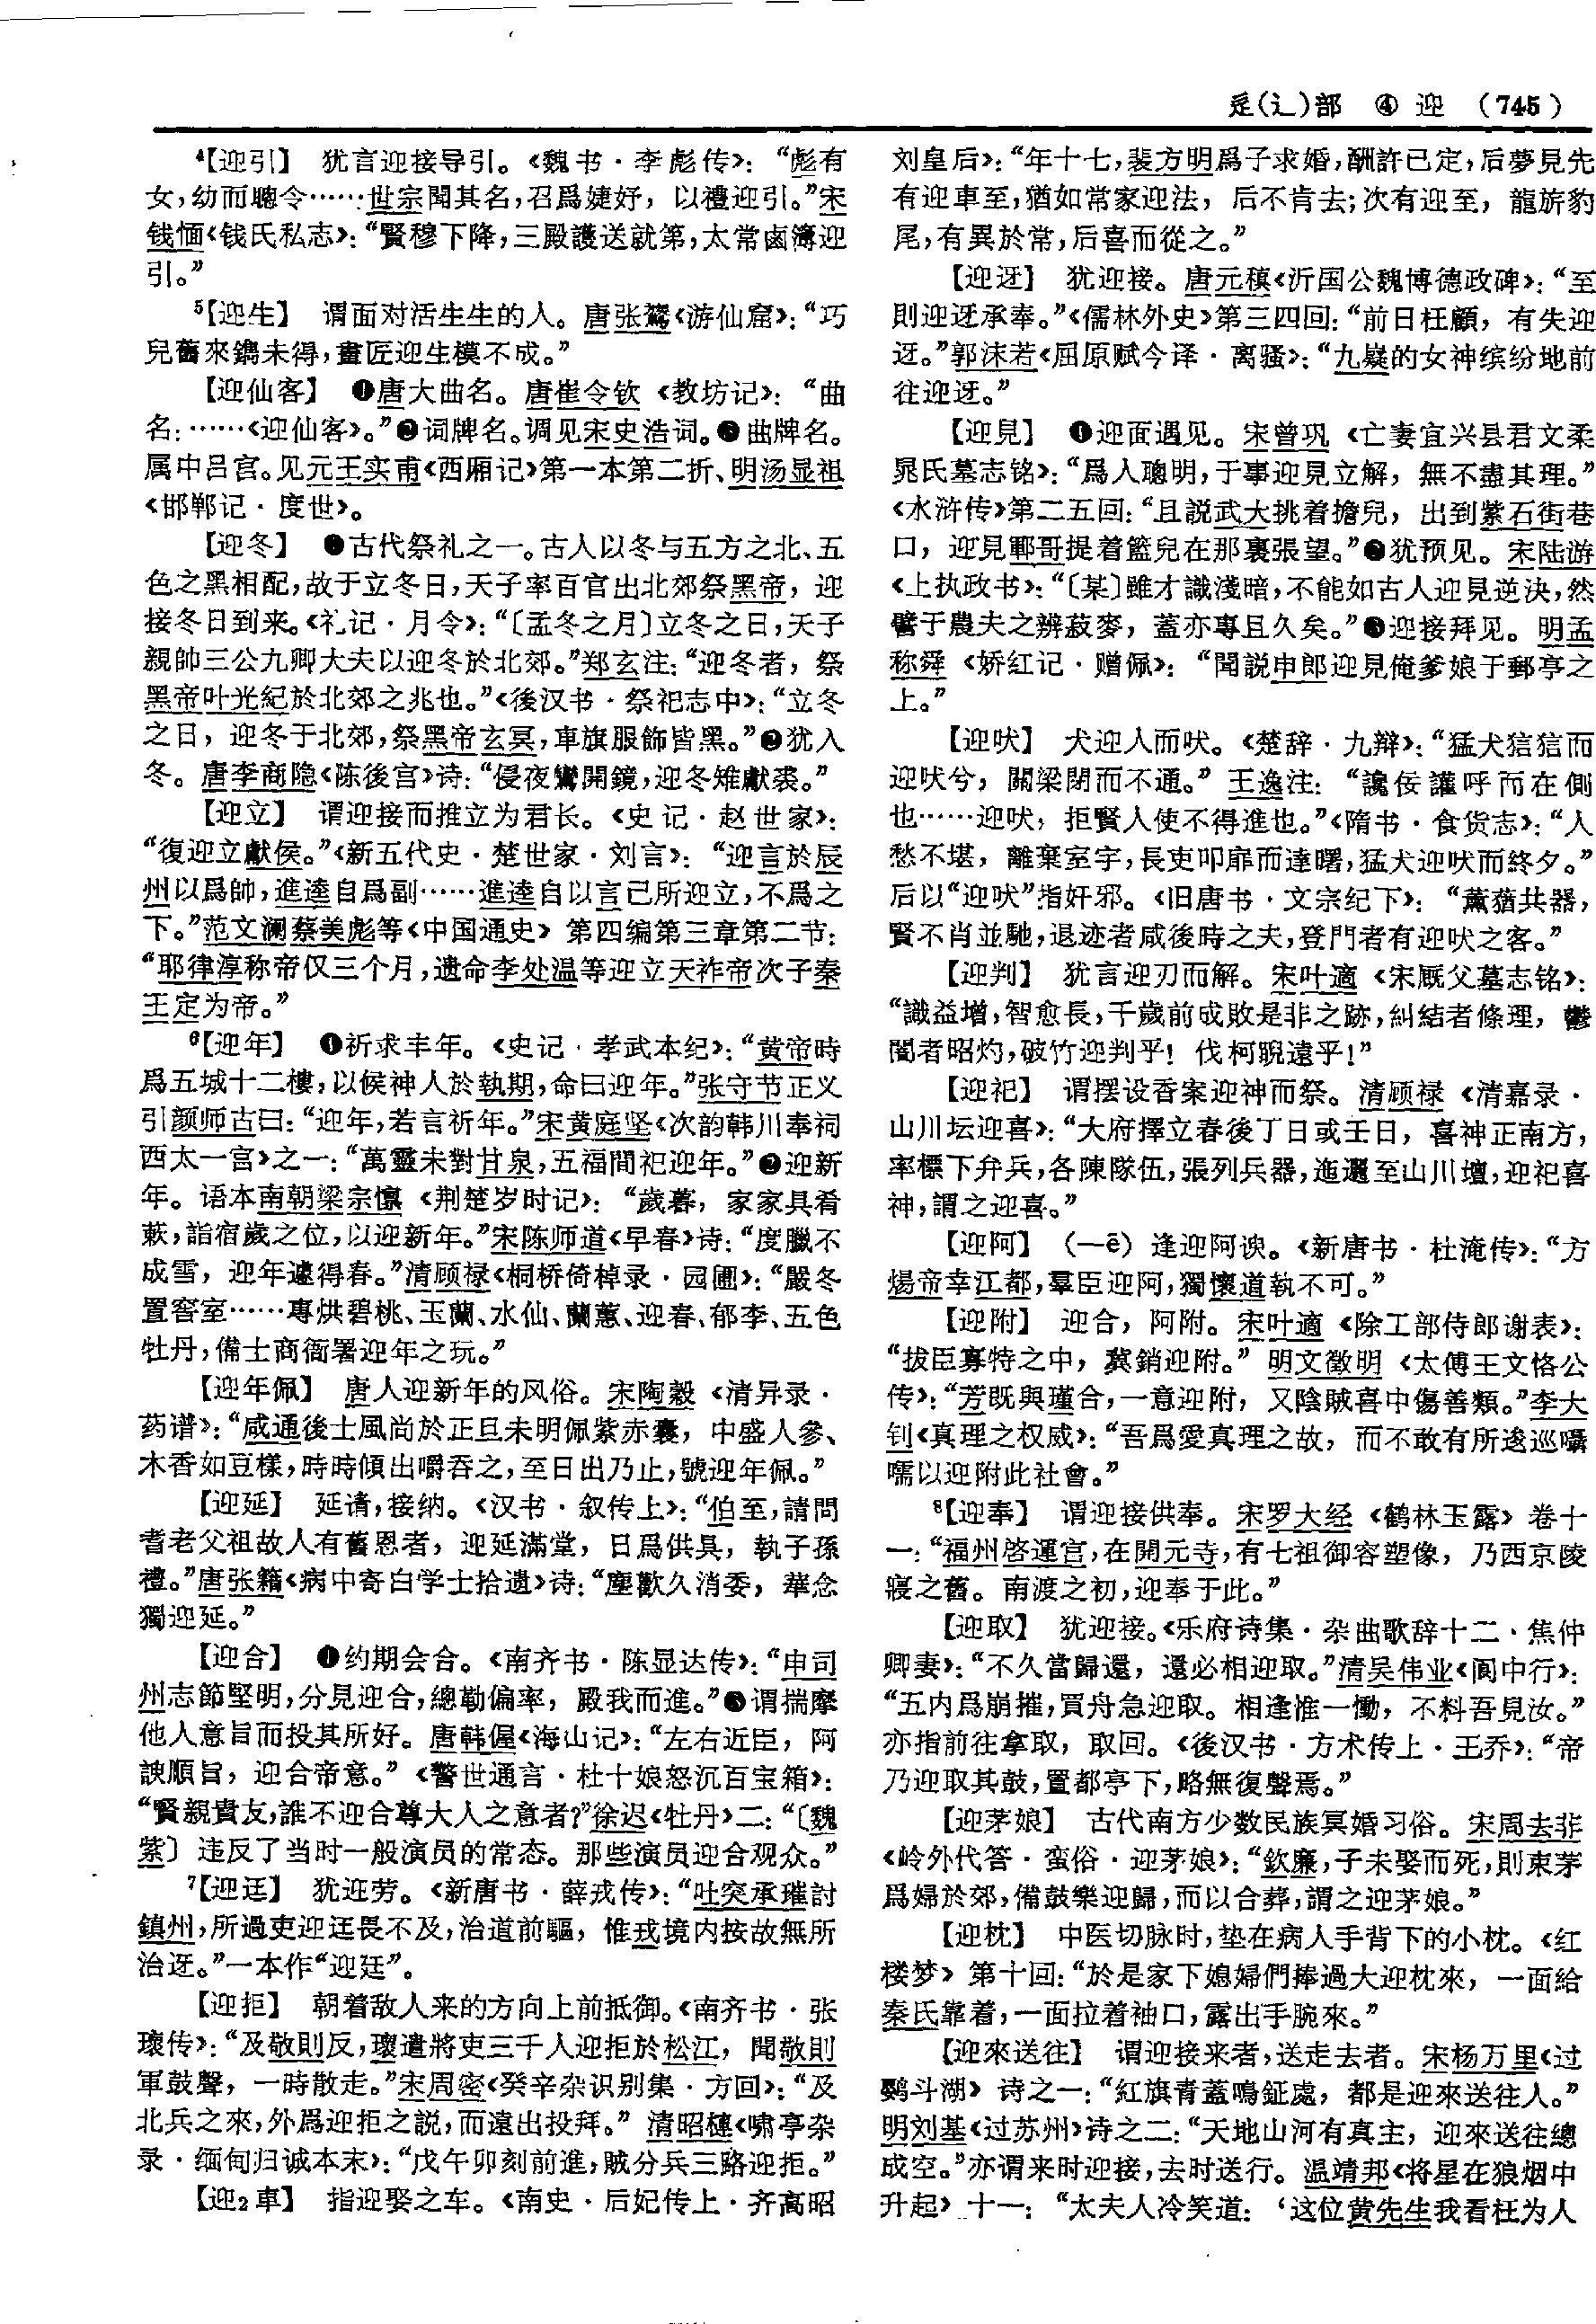 辵(辶)部 ④ 迎 (745)
⁴【迎引】 犹言迎接导引。《魏书·李彪传》：“彪有
女，幼而聰令……世宗聞其名，召爲婕妤，以禮迎引。”宋
钱愐《钱氏私志》：“賢穆下降，三殿護送就第，太常鹵簿迎
引。”
⁵【迎生】 谓面对活生生的人。唐张鷟《游仙窟》：“巧
兒舊來鐫未得，畫匠迎生模不成。”
【迎仙客】 ❶唐大曲名。唐崔令钦《教坊记》：“曲
名：……《迎仙客》。”❷词牌名。调见宋史浩词。❸曲牌名。
属中吕宫。见元王实甫《西厢记》第一本第二折、明汤显祖
《邯郸记·度世》。
【迎冬】 ❶古代祭礼之一。古人以冬与五方之北、五
色之黑相配，故于立冬日，天子率百官出北郊祭黑帝，迎
接冬日到来。《礼记·月令》：“〔孟冬之月〕立冬之日，天子
親帥三公九卿大夫以迎冬於北郊。”郑玄注：“迎冬者，祭
黑帝叶光紀於北郊之兆也。”《後汉书·祭祀志中》：“立冬
之日，迎冬于北郊，祭黑帝玄冥，車旗服飾皆黑。”❷犹入
冬。唐李商隐《陈後宫》诗：“侵夜鸞開鏡，迎冬雉獻裘。”
【迎立】 谓迎接而推立为君长。《史记·赵世家》：
“復迎立獻侯。”《新五代史·楚世家·刘言》：“迎言於辰
州以爲帥，進逵自爲副……進逵自以言己所迎立，不爲之
下。”范文澜蔡美彪等《中国通史》第四编第三章第二节：
“耶律淳称帝仅三个月，遗命李处温等迎立天祚帝次子秦
王定为帝。”
⁶【迎年】 ❶祈求丰年。《史记·孝武本纪》：“黄帝時
爲五城十二樓，以候神人於執期，命曰迎年。”张守节正义
引颜师古曰：“迎年，若言祈年。”宋黄庭坚《次韵韩川奉祠
西太一宫》之一：“萬靈未對甘泉，五福間祀迎年。”❷迎新
年。语本南朝梁宗懔《荆楚岁时记》：“歲暮，家家具肴
蔌，詣宿歲之位，以迎新年。”宋陈师道《早春》诗：“度臘不
成雪，迎年遽得春。”清顾禄《桐桥倚棹录·园圃》：“嚴冬
置窖室……專烘碧桃、玉蘭、水仙、蘭蕙、迎春、郁李、五色
牡丹，備士商衙署迎年之玩。”
【迎年佩】 唐人迎新年的风俗。宋陶穀《清异录·
药谱》：“咸通後士風尚於正旦未明佩紫赤囊，中盛人參、
木香如豆樣，時時傾出嚼吞之，至日出乃止，號迎年佩。”
【迎延】 延请，接纳。《汉书·叙传上》：“伯至，請問
耆老父祖故人有舊恩者，迎延滿堂，日爲供具，執子孫
禮。”唐张籍《病中寄白学士拾遗》诗：“塵歡久消委，華念
獨迎延。”
【迎合】 ❶约期会合。《南齐书·陈显达传》：“申司
州志節堅明，分見迎合，總勒偏率，殿我而進。”❷谓揣摩
他人意旨而投其所好。唐韩偓《海山记》：“左右近臣，阿
諛順旨，迎合帝意。”《警世通言·杜十娘怒沉百宝箱》：
“賢親貴友，誰不迎合尊大人之意者？”徐迟《牡丹》二：“〔魏
紫〕违反了当时一般演员的常态。那些演员迎合观众。”
⁷【迎迋】 犹迎劳。《新唐书·薛戎传》：“吐突承璀討
鎮州，所過吏迎迋畏不及，治道前驅，惟戎境内按故無所
治迓。”一本作“迎廷”。
【迎拒】 朝着敌人来的方向上前抵御。《南齐书·张
瓌传》：“及敬則反，瓌遣將吏三千人迎拒於松江，聞敬則
軍鼓聲，一時散走。”宋周密《癸辛杂识别集·方回》：“及
北兵之來，外爲迎拒之説，而遠出投拜。”清昭槤《啸亭杂
录·缅甸归诚本末》：“戊午卯刻前進，贼分兵三路迎拒。”
【迎₂車】 指迎娶之车。《南史·后妃传上·齐高昭
刘皇后》：“年十七，裴方明爲子求婚，酬許已定，后夢見先
有迎車至，猶如常家迎法，后不肯去；次有迎至，龍旂豹
尾，有異於常，后喜而從之。”
【迎迓】 犹迎接。唐元稹《沂国公魏博德政碑》：“至
則迎迓承奉。”《儒林外史》第三四回：“前日枉顧，有失迎
迓。”郭沫若《屈原赋今译·离骚》：“九嶷的女神缤纷地前
往迎迓。”
【迎見】 ❶迎面遇见。宋曾巩《亡妻宜兴县君文柔
晁氏墓志铭》：“爲人聰明，于事迎見立解，無不盡其理。”
《水浒传》第二五回：“且説武大挑着擔兒，出到紫石街巷
口，迎見鄆哥提着籃兒在那裏張望。”❷犹预见。宋陆游
《上执政书》：“〔某〕雖才識淺暗，不能如古人迎見逆決，然
譬于農夫之辨菽麥，蓋亦專且久矣。”❸迎接拜见。明孟
称舜《娇红记·赠佩》：“聞説申郎迎見俺爹娘于郵亭之
上。”
【迎吠】 犬迎人而吠。《楚辞·九辩》：“猛犬狺狺而
迎吠兮，關梁閉而不通。”王逸注：“讒佞讙呼而在側
也……迎吠，拒賢人使不得進也。”《隋书·食货志》：“人
愁不堪，離棄室宇，長吏叩扉而達曙，猛犬迎吠而終夕。”
后以“迎吠”指奸邪。《旧唐书·文宗纪下》：“薰蕕共器，
賢不肖並馳，退迹者咸後時之夫，登門者有迎吠之客。”
【迎判】 犹言迎刃而解。宋叶適《宋厩父墓志铭》：
“識益增，智愈長，千歲前成敗是非之跡，糾結者條理，鬱
闇者昭灼，破竹迎判乎！伐柯睨遠乎！”
【迎祀】 谓摆设香案迎神而祭。清顾禄《清嘉录·
山川坛迎喜》：“大府擇立春後丁日或壬日，喜神正南方，
率標下弁兵，各陳隊伍，張列兵器，迤邐至山川壇，迎祀喜
神，謂之迎喜。”
【迎阿】 （—ē）逢迎阿谀。《新唐书·杜淹传》：“方
煬帝幸江都，羣臣迎阿，獨懷道執不可。”
【迎附】 迎合，阿附。宋叶適《除工部侍郎谢表》：
“拔臣寡特之中，冀銷迎附。”明文徵明《太傅王文恪公
传》：“芳既與瑾合，一意迎附，又陰賊喜中傷善類。”李大
钊《真理之权威》：“吾爲愛真理之故，而不敢有所逡巡囁
嚅以迎附此社會。”
⁸【迎奉】 谓迎接供奉。宋罗大经《鹤林玉露》卷十
一：“福州啓運宫，在開元寺，有七祖御容塑像，乃西京陵
寢之舊。南渡之初，迎奉于此。”
【迎取】 犹迎接。《乐府诗集·杂曲歌辞十二·焦仲
卿妻》：“不久當歸還，還必相迎取。”清吴伟业《阆中行》：
“五内爲崩摧，買舟急迎取。相逢惟一慟，不料吾見汝。”
亦指前往拿取，取回。《後汉书·方术传上·王乔》：“帝
乃迎取其鼓，置都亭下，略無復聲焉。”
【迎茅娘】 古代南方少数民族冥婚习俗。宋周去非
《岭外代答·蛮俗·迎茅娘》：“欽廉，子未娶而死，則束茅
爲婦於郊，備鼓樂迎歸，而以合葬，謂之迎茅娘。”
【迎枕】 中医切脉时，垫在病人手背下的小枕。《红
楼梦》第十回：“於是家下媳婦們捧過大迎枕來，一面給
秦氏靠着，一面拉着袖口，露出手腕來。”
【迎來送往】 谓迎接来者，送走去者。宋杨万里《过
鹦斗湖》诗之一：“紅旗青蓋鳴鉦處，都是迎來送往人。”
明刘基《过苏州》诗之二：“天地山河有真主，迎來送往總
成空。”亦谓来时迎接，去时送行。温靖邦《将星在狼烟中
升起》十一：“太夫人冷笑道：‘这位黄先生我看枉为人